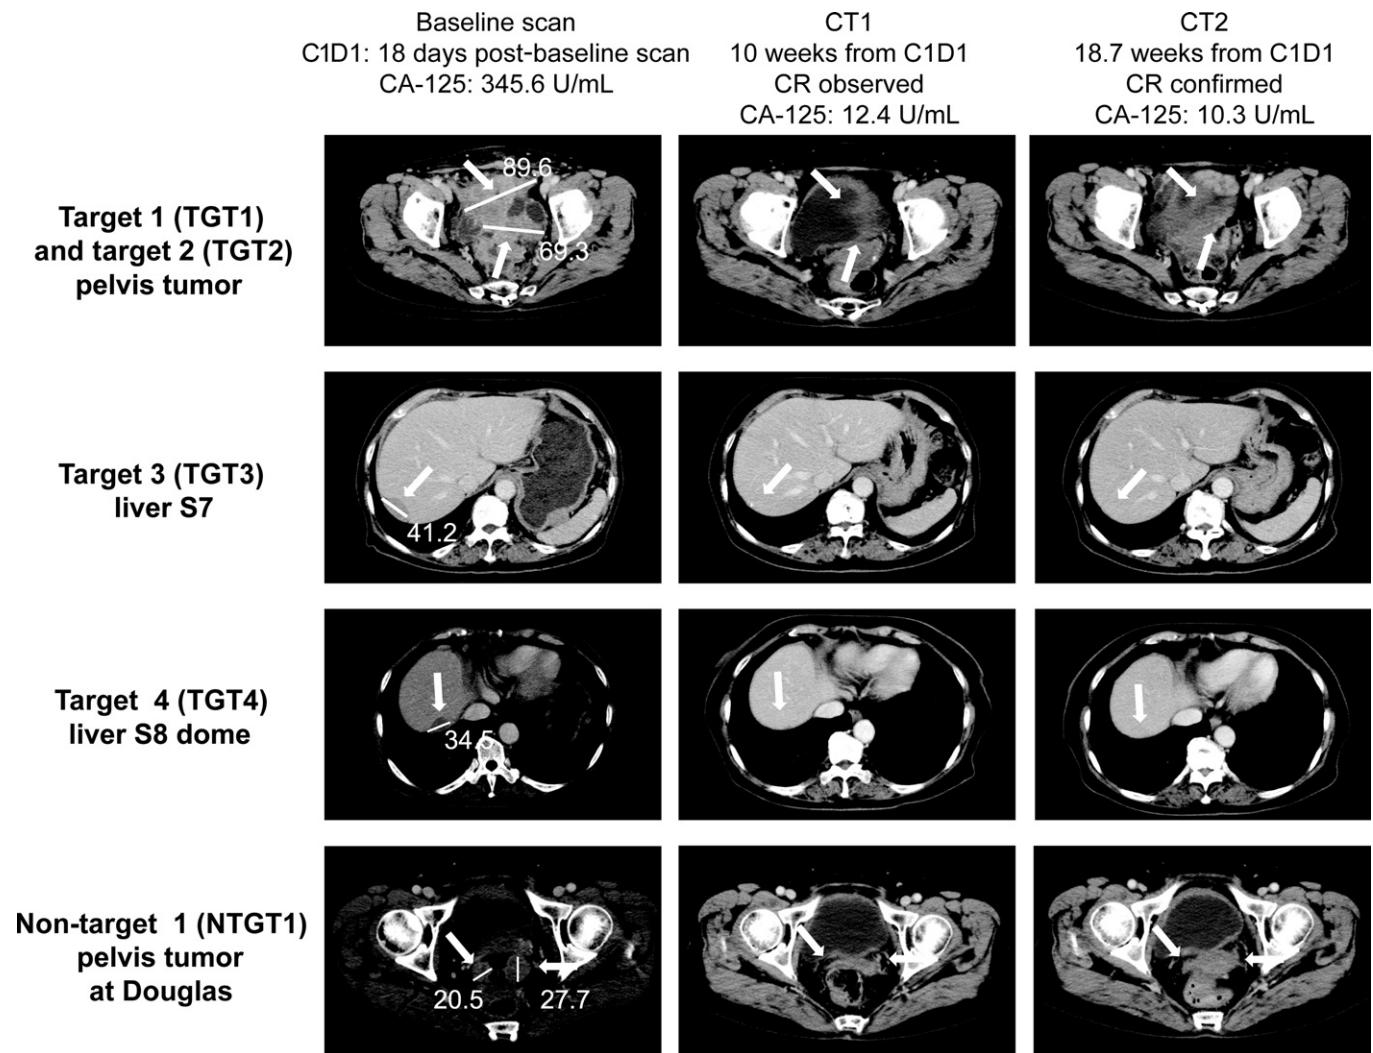 Baseline scan
C1D1: 18 days post-baseline scan
CA-125: 345.6 U/mL
CT1
10 weeks from C1D1
CR observed
CA-125: 12.4 U/mL
CT2
18.7 weeks from C1D1
CR confirmed
CA-125: 10.3 U/mL
Target 1 (TGT1)
and target 2 (TGT2)
pelvis tumor
89.6
69.3
Target 3 (TGT3)
liver S7
41.2
Target 4 (TGT4)
liver S8 dome
34.5
Non-target 1 (NTGT1)
pelvis tumor
at Douglas
20.5
27.7